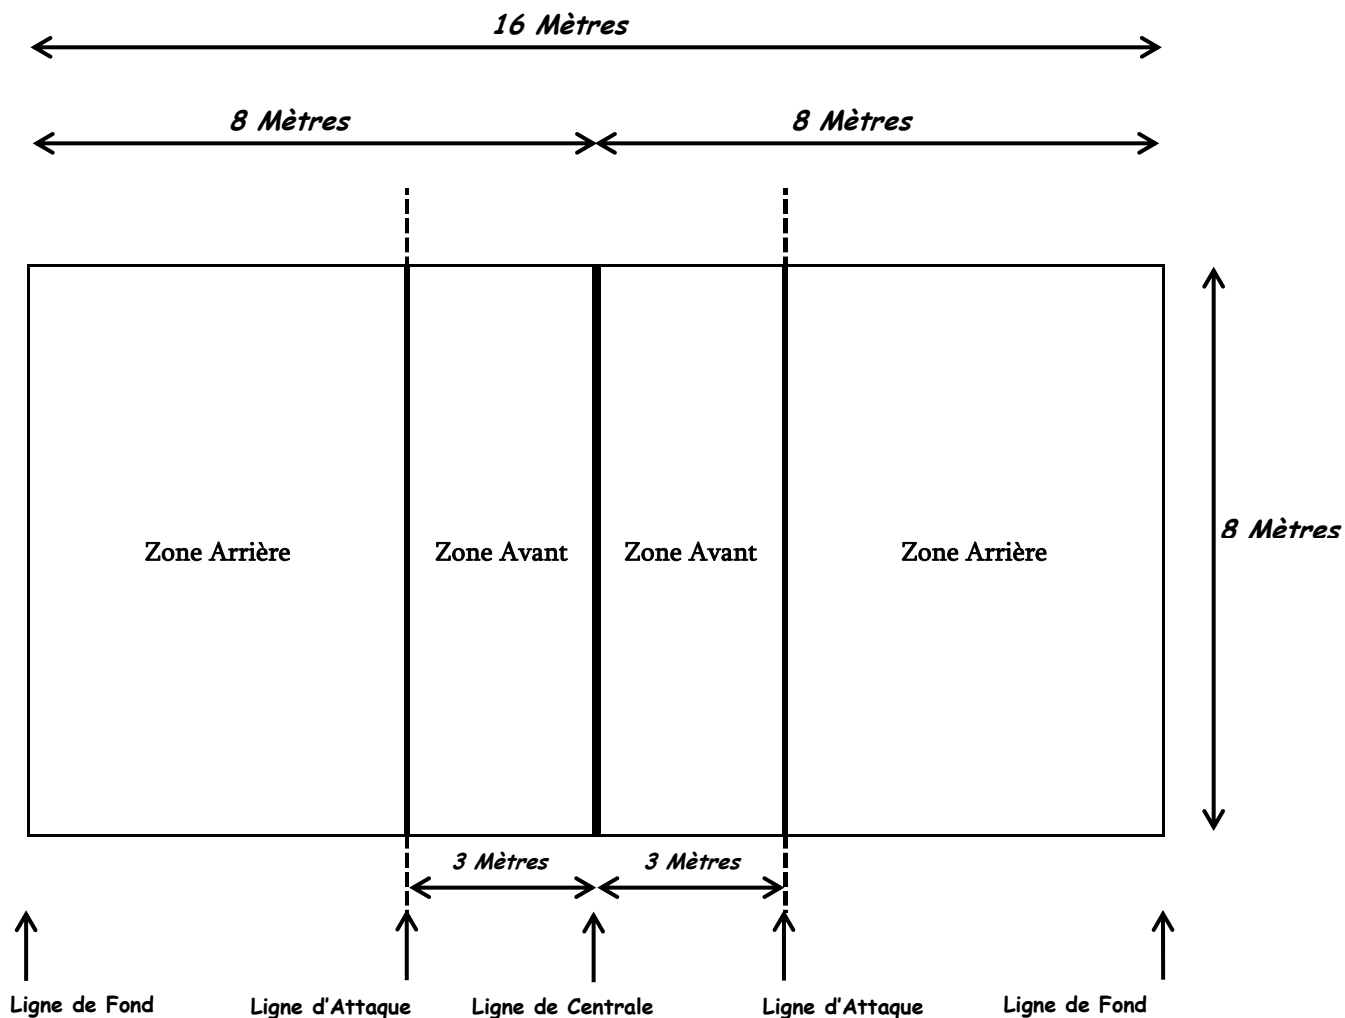 16 Mètres
8 Mètres
8 Mètres
8 Mètres
Zone Arrière
Zone Avant
Zone Avant
Zone Arrière
3 Mètres
3 Mètres
Ligne de Fond
Ligne d'Attaque
Ligne de Centrale
Ligne d'Attaque
Ligne de Fond